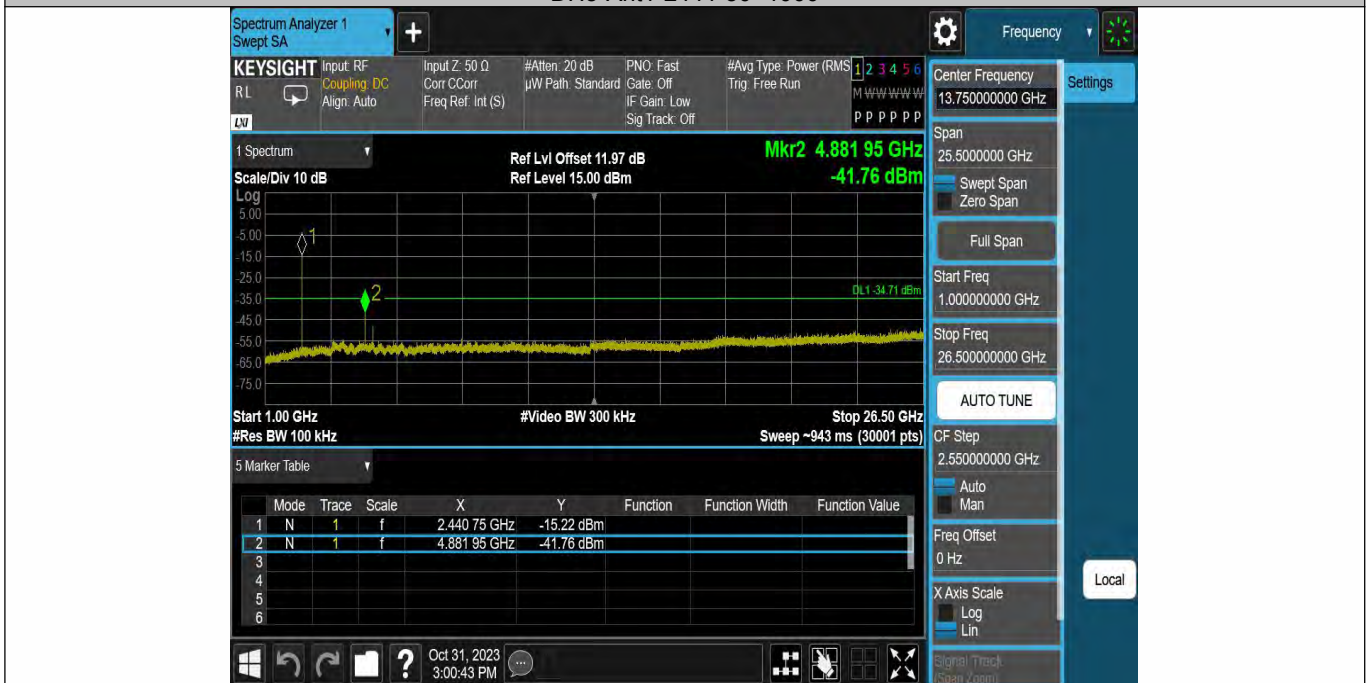 Spectrum Analyzer 1
Swept SA
+
Frequency
KEYSIGHT
RL
LXI
Input: RF
Coupling: DC
Align: Auto
Input Z: 50 Ω
Corr CCorr
Freq Ref: Int (S)
#Atten: 20 dB
µW Path: Standard
PNO: Fast
Gate: Off
IF Gain: Low
Sig Track: Off
#Avg Type: Power (RMS
Trig: Free Run
1 2 3 4 5 6
M W W W W W
P P P P P P
1 Spectrum
Scale/Div 10 dB
Ref Lvl Offset 11.97 dB
Ref Level 15.00 dBm
Mkr2 4.881 95 GHz
-41.76 dBm
Log
5.00
-5.00
-15.0
-25.0
-35.0
-45.0
-55.0
-65.0
-75.0
1
2
DL1 -34.71 dBm
Start 1.00 GHz
#Video BW 300 kHz
Stop 26.50 GHz
#Res BW 100 kHz
Sweep ~943 ms (30001 pts)
5 Marker Table
Mode Trace Scale X Y Function Function Width Function Value
1 N 1 f 2.440 75 GHz -15.22 dBm
2 N 1 f 4.881 95 GHz -41.76 dBm
3
4
5
6
?
Oct 31, 2023
3:00:43 PM
Center Frequency
13.750000000 GHz
Settings
Span
25.5000000 GHz
Swept Span
Zero Span
Full Span
Start Freq
1.000000000 GHz
Stop Freq
26.500000000 GHz
AUTO TUNE
CF Step
2.550000000 GHz
Auto
Man
Freq Offset
0 Hz
X Axis Scale
Log
Lin
Local
Signal Track
(Span Zoom)